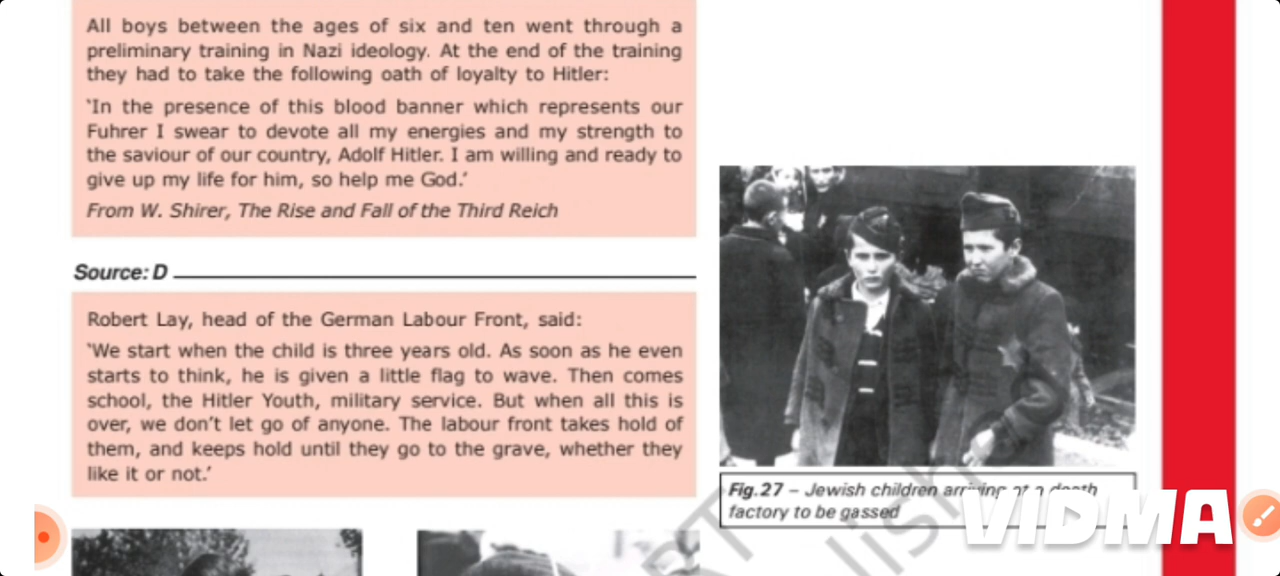 All boys between the ages of six and ten went through a
preliminary training in Nazi ideology. At the end of the training
they had to take the following oath of loyalty to Hitler:
‘In the presence of this blood banner which represents our
Fuhrer I swear to devote all my energies and my strength to
the saviour of our country, Adolf Hitler. I am willing and ready to
give up my life for him, so help me God.’
From W. Shirer, The Rise and Fall of the Third Reich
Source: D
Robert Lay, head of the German Labour Front, said:
‘We start when the child is three years old. As soon as he even
starts to think, he is given a little flag to wave. Then comes
school, the Hitler Youth, military service. But when all this is
over, we don’t let go of anyone. The labour front takes hold of
them, and keeps hold until they go to the grave, whether they
like it or not.’
Fig.27 – Jewish children arriving at a death
factory to be gassed
VIDMA